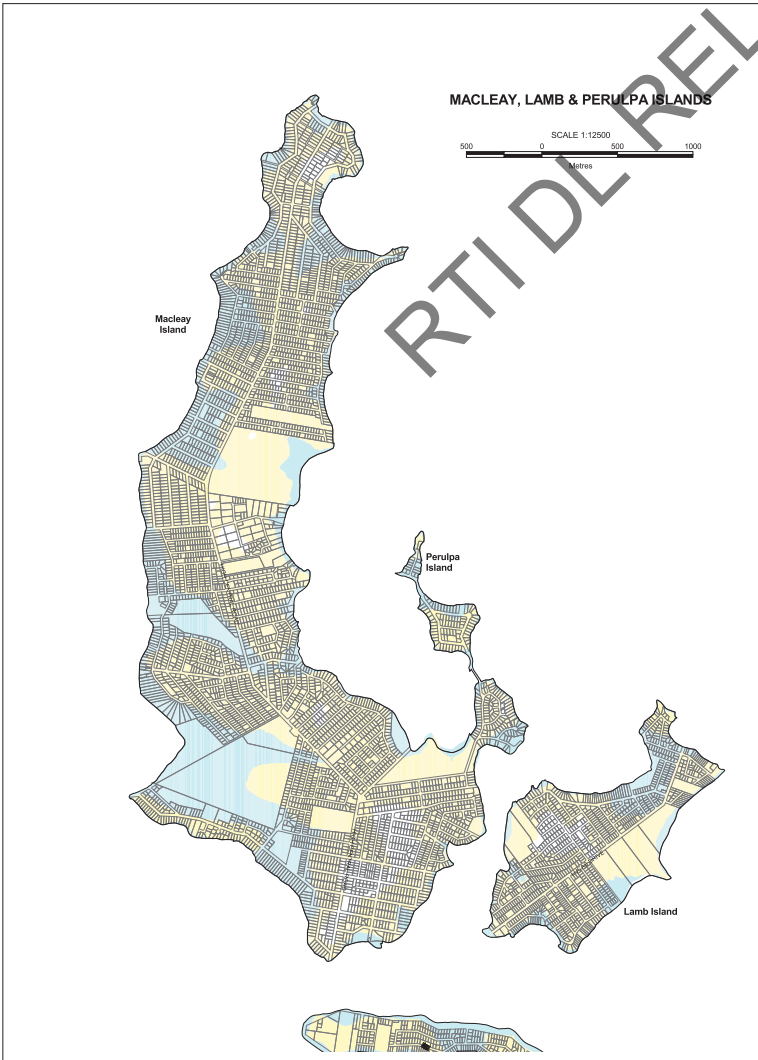 MACLEAY, LAMB & PERULPA ISLANDS
SCALE 1:12500
500 0 500 1000
Metres
RTI DL REL
Macleay
Island
Perulpa
Island
Lamb Island